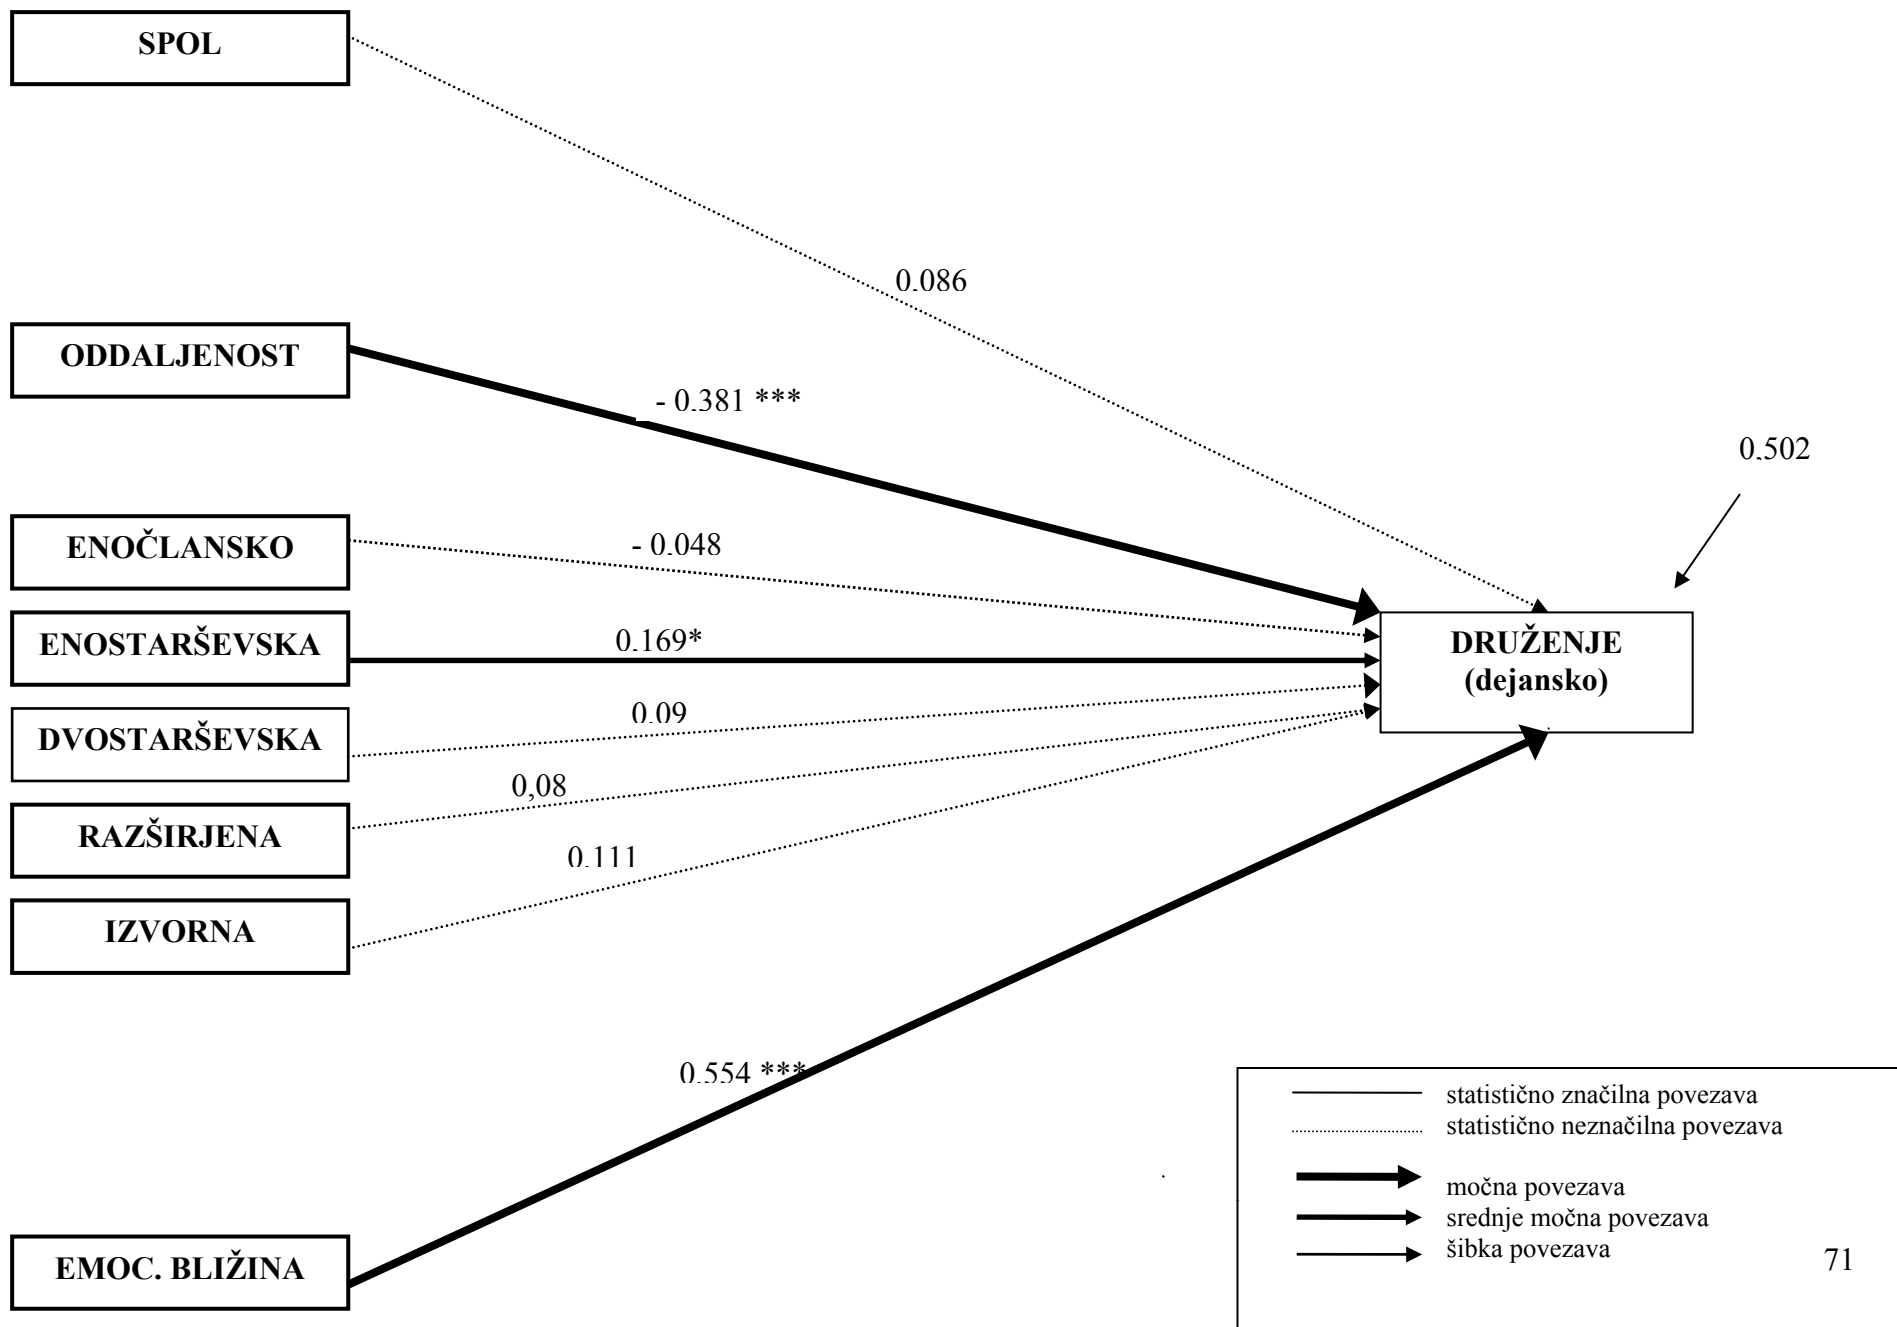 SPOL
0,086
ODDALJENOST
- 0,381 ***
0,502
ENOČLANSKO
- 0,048
ENOSTARŠEVSKA
0,169*
DRUŽENJE
(dejansko)
DVOSTARŠEVSKA
0,09
0,08
RAZŠIRJENA
0,111
IZVORNA
0,554 ***
EMOC. BLIŽINA
statistično značilna povezava
statistično neznačilna povezava
močna povezava
srednje močna povezava
šibka povezava
71